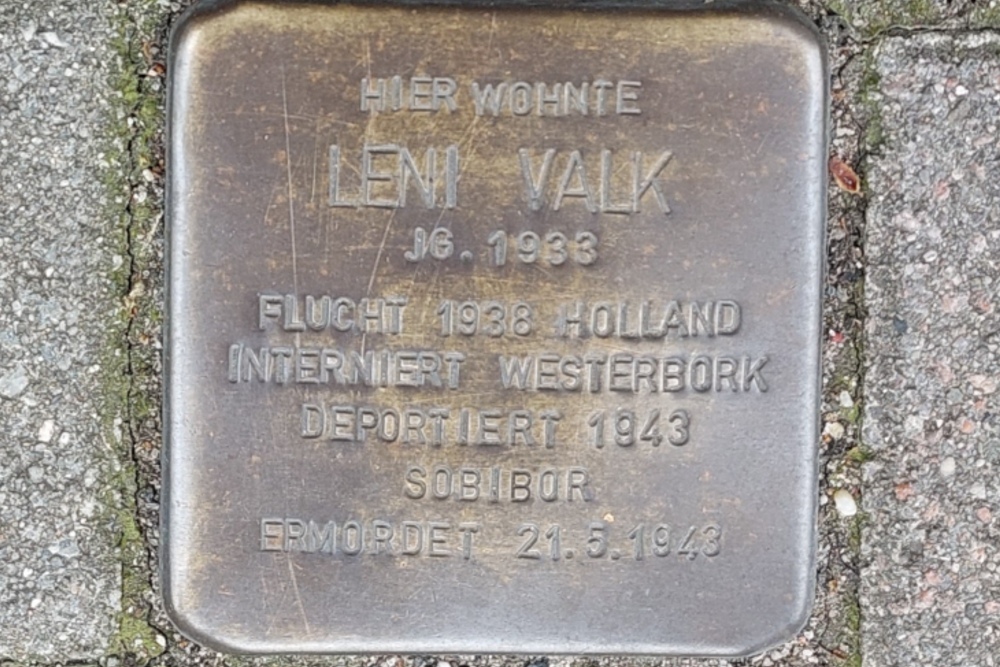 HIER WOHNTE
LENI VALK
JG. 1933
FLUCHT 1938 HOLLAND
INTERNIERT WESTERBORK
DEPORTIERT 1943
SOBIBOR
ERMORDET 21.5.1943